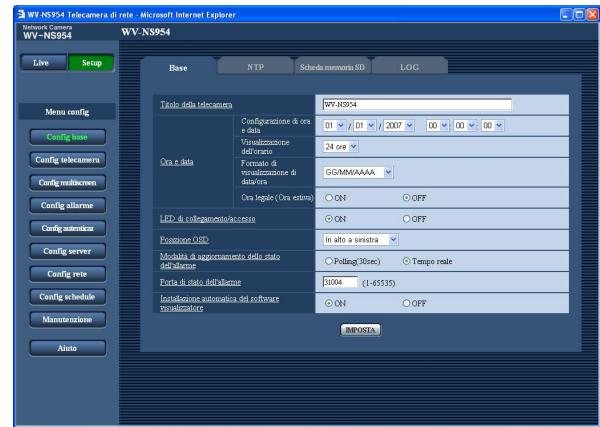 WV-NS954 Telecamera di rete - Microsoft Internet Explorer
Network Camera
WV-NS954
WV-NS954
Live
Setup
Menu config
Config base
Config telecamera
Config multiscreen
Config allarme
Config autenticaz
Config server
Config rete
Config schedule
Manutenzione
Aiuto
Base
NTP
Scheda memoria SD
LOG
Titolo della telecamera
WV-NS954
Ora e data
Configurazione di ora
e data
01 / 01 / 2007 00 : 00 : 00
Visualizzazione
dell'orario
24 ore
Formato di
visualizzazione di
data/ora
GG/MM/AAAA
Ora legale (Ora estiva)
ON
OFF
LED di collegamento/accesso
ON
OFF
Posizione OSD
In alto a sinistra
Modalità di aggiornamento dello stato
dell'allarme
Polling(30sec)
Tempo reale
Porta di stato dell'allarme
31004 (1-65535)
Installazione automatica del software
visualizzatore
ON
OFF
IMPOSTA